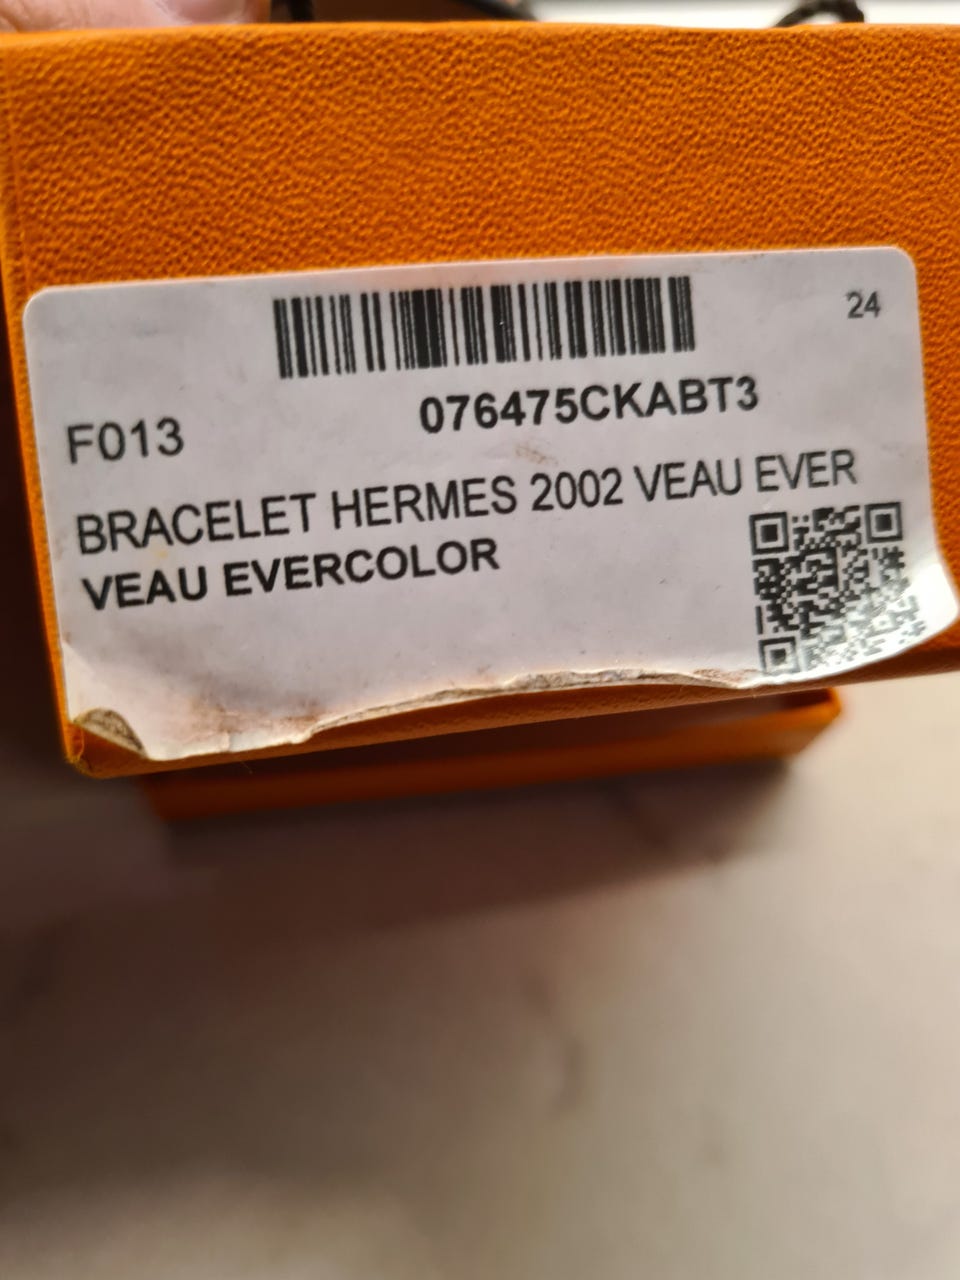 24
076475CKABT3
F013
BRACELET HERMES 2002 VEAU EVER
VEAU EVERCOLOR